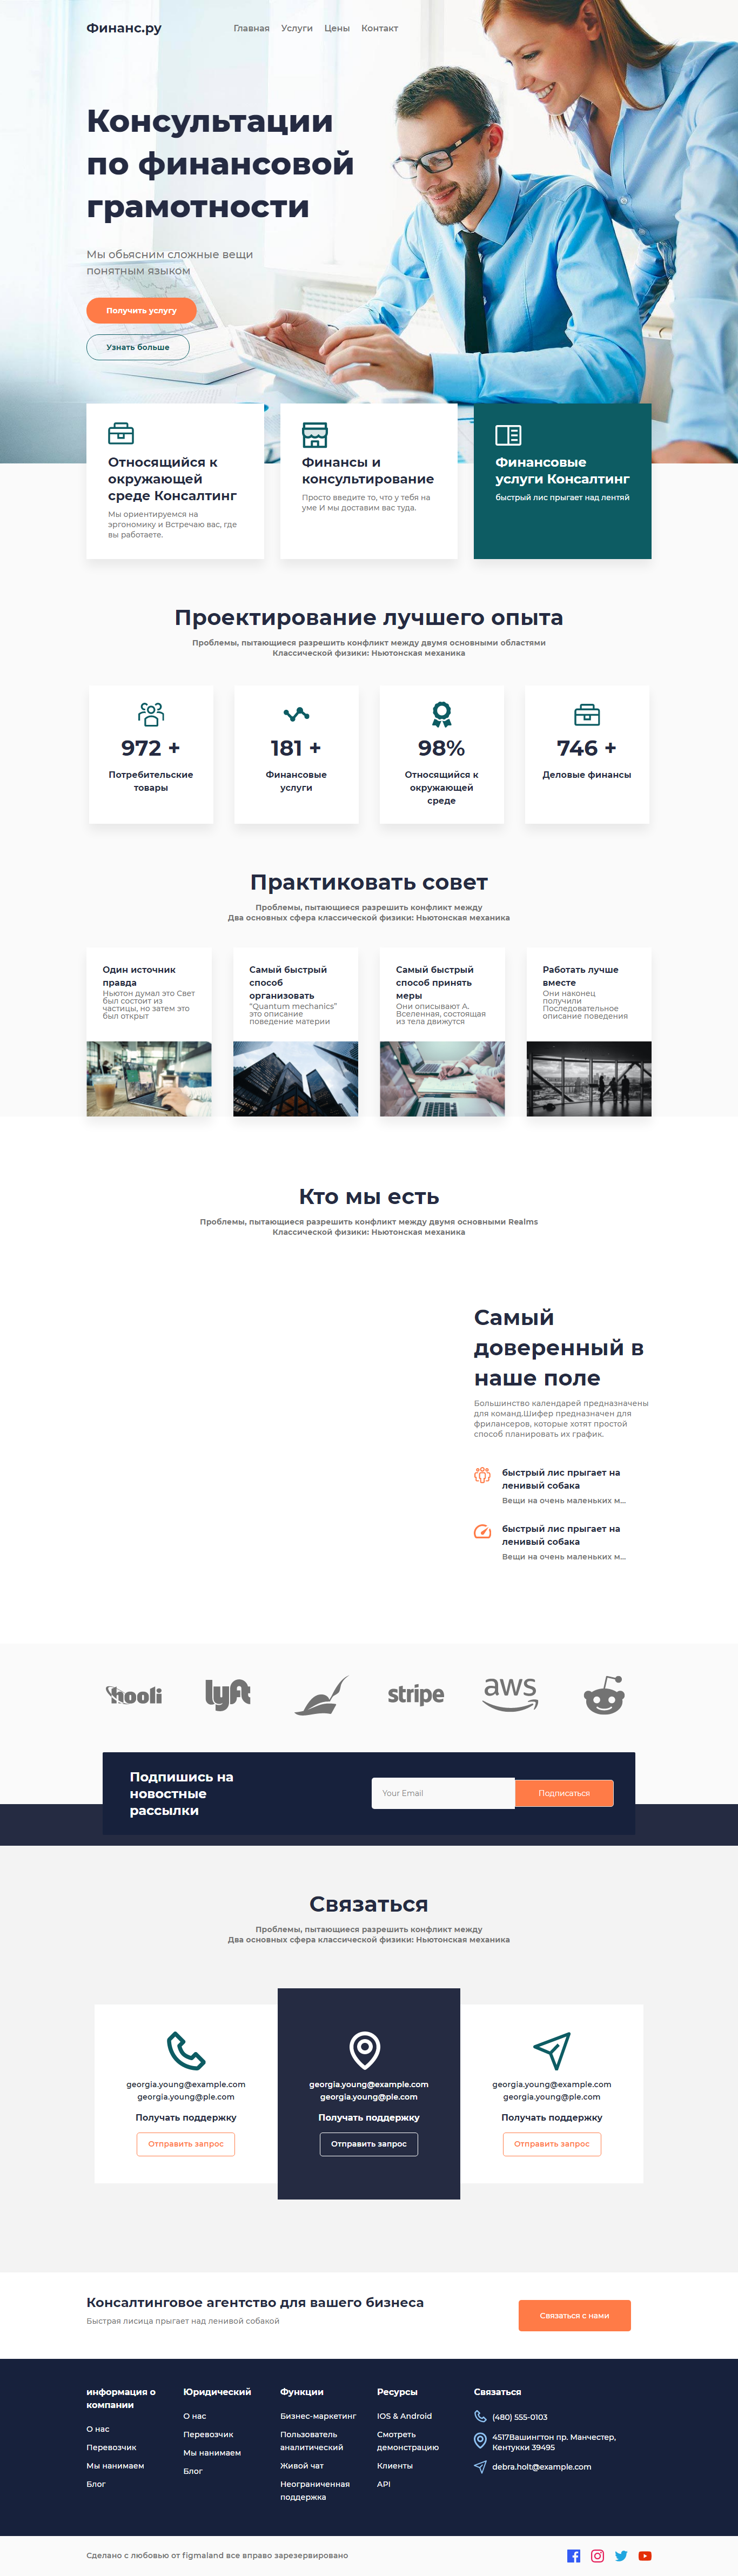 Финанс.ру
Главная Услуги Цены Контакт
Консультации
по финансовой
грамотности
Мы обьясним сложные вещи
понятным языком
Получить услугу
Узнать больше
Относящийся к
окружающей
среде Консалтинг
Мы ориентируемся на
эргономику и Встречаю вас, где
вы работаете.
Финансы и
консультирование
Просто введите то, что у тебя на
уме И мы доставим вас туда.
Финансовые
услуги Консалтинг
быстрый лис прыгает над лентяй
Проектирование лучшего опыта
Проблемы, пытающиеся разрешить конфликт между двумя основными областями
Классической физики: Ньютонская механика
972 +
Потребительские
товары
181 +
Финансовые
услуги
98%
Относящийся к
окружающей
среде
746 +
Деловые финансы
Практиковать совет
Проблемы, пытающиеся разрешить конфликт между
Два основных сфера классической физики: Ньютонская механика
Один источник
правда
Ньютон думал это Свет
был состоит из
частицы, но затем это
был открыт
Самый быстрый
способ
организовать
“Quantum mechanics”
это описание
поведение материи
Самый быстрый
способ принять
меры
Они описывают А.
Вселенная, состоящая
из тела движутся
Работать лучше
вместе
Они наконец
получили
Последовательное
описание поведения
Кто мы есть
Проблемы, пытающиеся разрешить конфликт между двумя основными Realms
Классической физики: Ньютонская механика
Самый
доверенный в
наше поле
Большинство календарей предназначены
для команд.Шифер предназначен для
фрилансеров, которые хотят простой
способ планировать их график.
быстрый лис прыгает на
ленивый собака
Вещи на очень маленьких м...
быстрый лис прыгает на
ленивый собака
Вещи на очень маленьких м...
hooli lyft stripe aws
Подпишись на
новостные
рассылки
Your Email
Подписаться
Связаться
Проблемы, пытающиеся разрешить конфликт между
Два основных сфера классической физики: Ньютонская механика
georgia.young@example.com
georgia.young@ple.com
Получать поддержку
Отправить запрос
georgia.young@example.com
georgia.young@ple.com
Получать поддержку
Отправить запрос
georgia.young@example.com
georgia.young@ple.com
Получать поддержку
Отправить запрос
Консалтинговое агентство для вашего бизнеса
Быстрая лисица прыгает над ленивой собакой
Связаться с нами
информация о
компании
О нас
Перевозчик
Мы нанимаем
Блог
Юридический
О нас
Перевозчик
Мы нанимаем
Блог
Функции
Бизнес-маркетинг
Пользователь
аналитический
Живой чат
Неограниченная
поддержка
Ресурсы
IOS & Android
Смотреть
демонстрацию
Клиенты
API
Связаться
(480) 555-0103
4517Вашингтон пр. Манчестер,
Кентукки 39495
debra.holt@example.com
Сделано с любовью от figmaland все вправо зарезервировано